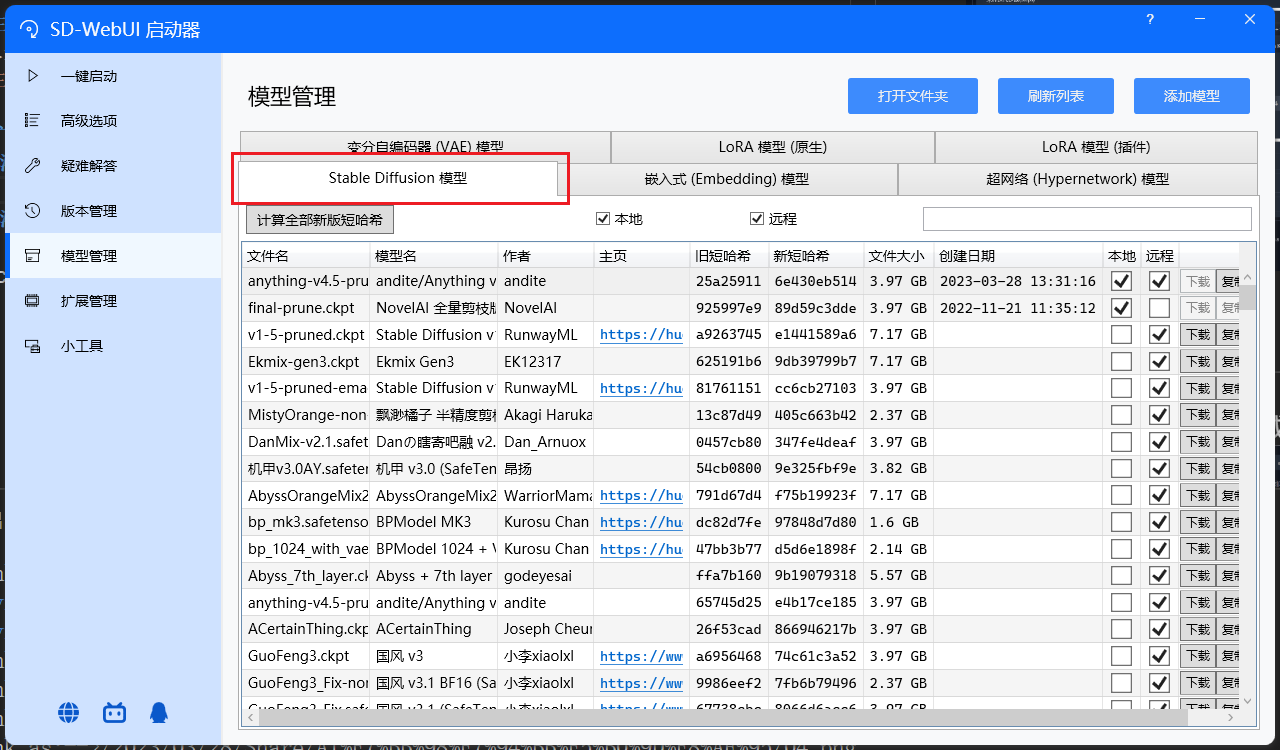 SD-WebUI 启动器
?
一键启动
高级选项
疑难解答
版本管理
模型管理
扩展管理
小工具
模型管理
打开文件夹 刷新列表 添加模型
变分自编码器 (VAE) 模型 LoRA 模型 (原生) LoRA 模型 (插件)
Stable Diffusion 模型 嵌入式 (Embedding) 模型 超网络 (Hypernetwork) 模型
计算全部新版短哈希 本地 远程
文件名 模型名 作者 主页 旧短哈希 新短哈希 文件大小 创建日期 本地 远程
anything-v4.5-pru andite/Anything v andite 25a25911 6e430eb514 3.97 GB 2023-03-28 13:31:16 下载 复制
final-prune.ckpt NovelAI 全量剪枝版 NovelAI 925997e9 89d59c3dde 3.97 GB 2022-11-21 11:35:12 下载 复制
v1-5-pruned.ckpt Stable Diffusion v RunwayML https://hu a9263745 e1441589a6 7.17 GB 下载 复制
Ekmix-gen3.ckpt Ekmix Gen3 EK12317 625191b6 9db39799b7 7.17 GB 下载 复制
v1-5-pruned-ema Stable Diffusion v RunwayML https://hu 81761151 cc6cb27103 3.97 GB 下载 复制
MistyOrange-non 飘渺橘子 半精度剪枝 Akagi Haruka 13c87d49 405c663b42 2.37 GB 下载 复制
DanMix-v2.1.safet Danの瞎寄吧融 v2. Dan_Arnuox 0457cb80 347fe4deaf 3.97 GB 下载 复制
机甲v3.0AY.safeten 机甲 v3.0 (SafeTen 昂扬 54cb0800 9e325fbf9e 3.82 GB 下载 复制
AbyssOrangeMix2 AbyssOrangeMix2 WarriorMama https://hu 791d67d4 f75b19923f 7.17 GB 下载 复制
bp_mk3.safetenso BPModel MK3 Kurosu Chan https://hu dc82d7fe 97848d7d80 1.6 GB 下载 复制
bp_1024_with_vae BPModel 1024 + V Kurosu Chan https://hu 47bb3b77 d5d6e1898f 2.14 GB 下载 复制
Abyss_7th_layer.ck Abyss + 7th layer godeyesai ffa7b160 9b19079318 5.57 GB 下载 复制
anything-v4.5-pru andite/Anything v andite 65745d25 e4b17ce185 3.97 GB 下载 复制
ACertainThing.ckp ACertainThing Joseph Cheun 26f53cad 866946217b 3.97 GB 下载 复制
GuoFeng3.ckpt 国风 v3 小李xiaolxl https://ww a6956468 74c61c3a52 3.97 GB 下载 复制
GuoFeng3_Fix-non 国风 v3.1 BF16 (Sa 小李xiaolxl https://ww 9986eef2 7fb6b79496 2.37 GB 下载 复制